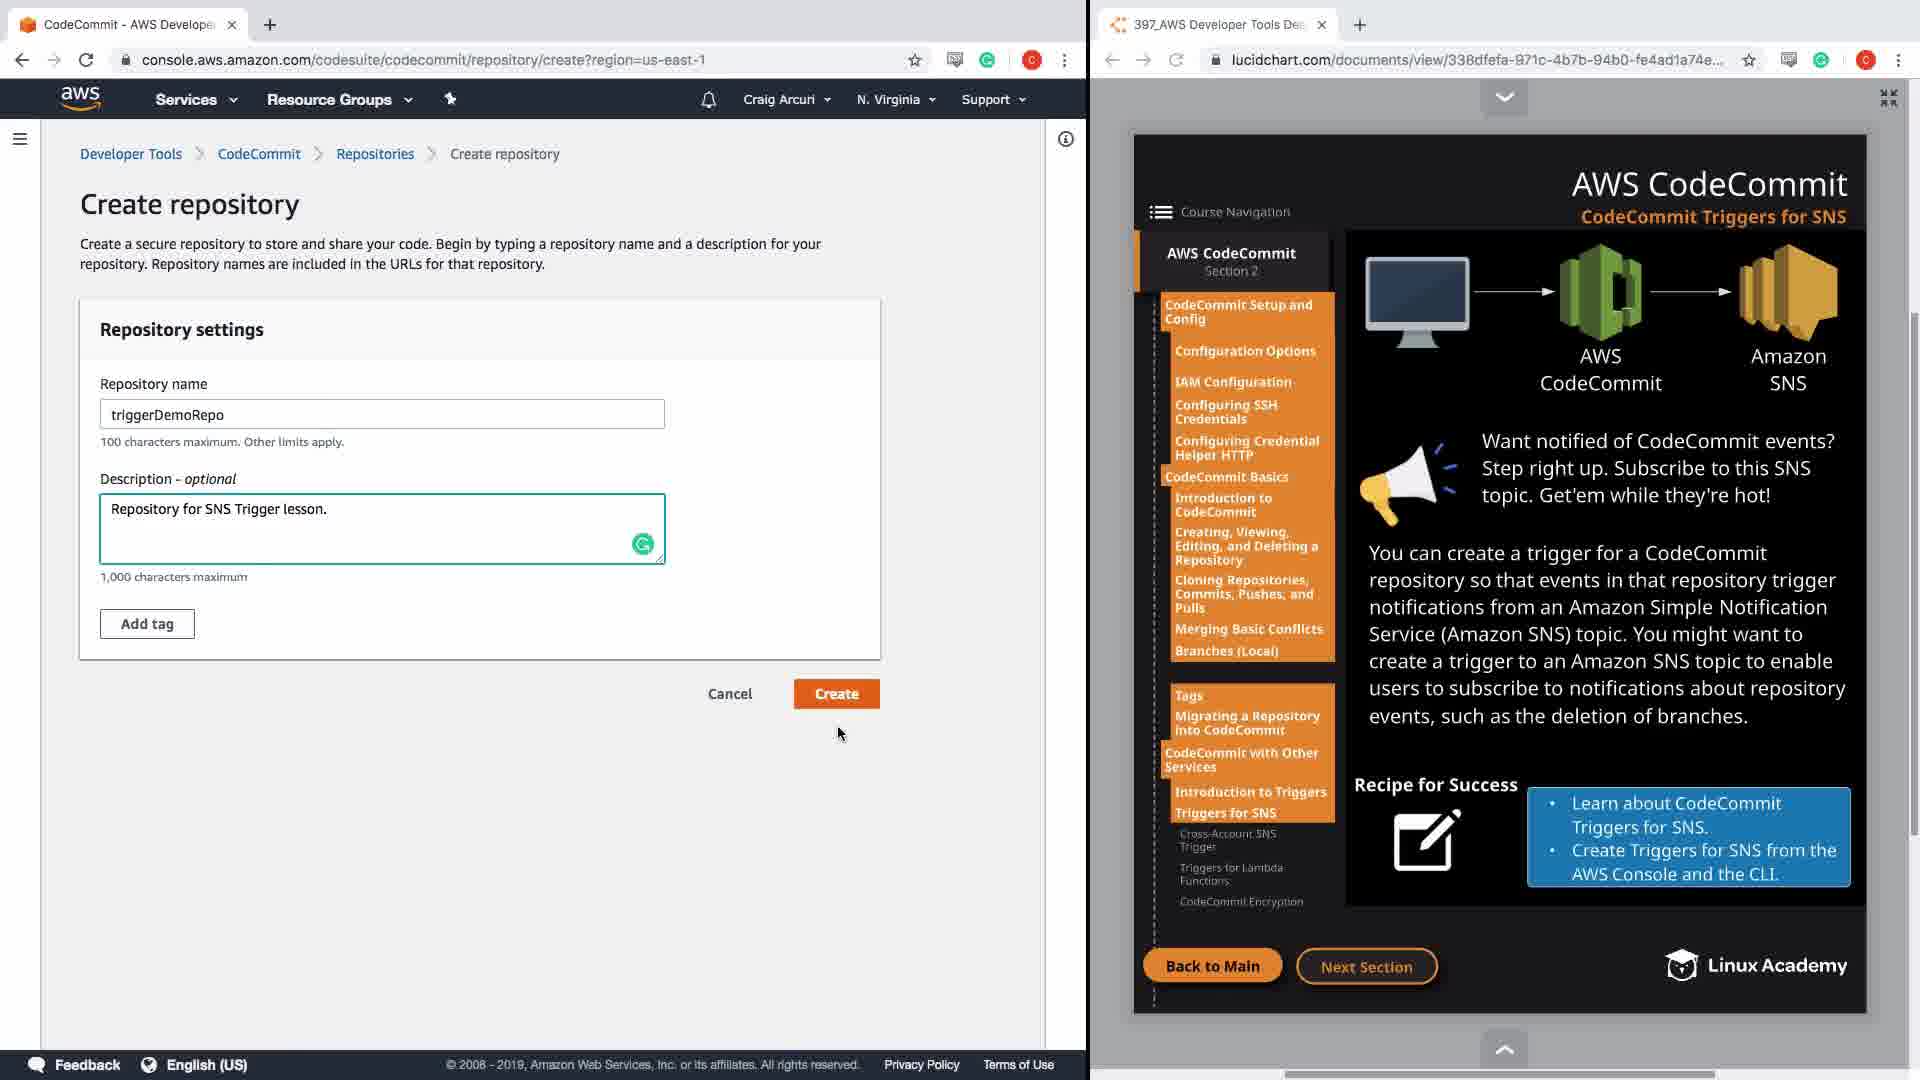 CodeCommit - AWS Develope
console.aws.amazon.com/codesuite/codecommit/repository/create?region=us-east-1
C
aws
Services
Resource Groups
Craig Arcuri
N. Virginia
Support
Developer Tools
CodeCommit
Repositories
Create repository
Create repository
Create a secure repository to store and share your code. Begin by typing a repository name and a description for your
repository. Repository names are included in the URLs for that repository.
Repository settings
Repository name
triggerDemoRepo
100 characters maximum. Other limits apply.
Description - optional
Repository for SNS Trigger lesson.
1,000 characters maximum
Add tag
Cancel
Create
Feedback
English (US)
© 2008 - 2019, Amazon Web Services, Inc. or its affiliates. All rights reserved.
Privacy Policy
Terms of Use
397_AWS Developer Tools De
lucidchart.com/documents/view/338dfefa-971c-4b7b-94b0-fe4ad1a74e...
C
AWS CodeCommit
CodeCommit Triggers for SNS
Course Navigation
AWS CodeCommit
Section 2
CodeCommit Setup and
Config
Configuration Options
IAM Configuration
Configuring SSH
Credentials
Configuring Credential
Helper HTTP
CodeCommit Basics
Introduction to
CodeCommit
Creating, Viewing,
Editing, and Deleting a
Repository
Cloning Repositories,
Commits, Pushes, and
Pulls
Merging Basic Conflicts
Branches (Local)
Tags
Migrating a Repository
into CodeCommit
CodeCommit with Other
Services
Introduction to Triggers
Triggers for SNS
Cross-Account SNS
Trigger
Triggers for Lambda
Functions
CodeCommit Encryption
AWS
CodeCommit
Amazon
SNS
Want notified of CodeCommit events?
Step right up. Subscribe to this SNS
topic. Get'em while they're hot!
You can create a trigger for a CodeCommit
repository so that events in that repository trigger
notifications from an Amazon Simple Notification
Service (Amazon SNS) topic. You might want to
create a trigger to an Amazon SNS topic to enable
users to subscribe to notifications about repository
events, such as the deletion of branches.
Recipe for Success
• Learn about CodeCommit
Triggers for SNS.
• Create Triggers for SNS from the
AWS Console and the CLI.
Back to Main
Next Section
Linux Academy